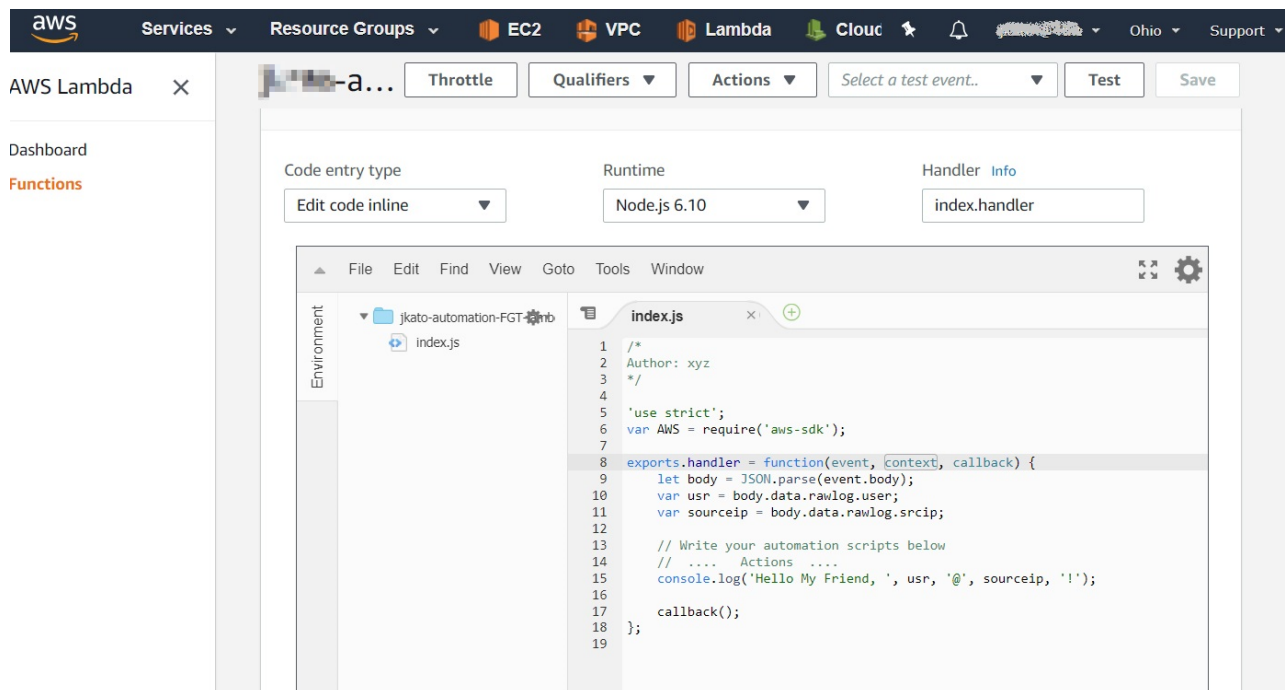 aws Services Resource Groups EC2 VPC Lambda Cloud Ohio Support
AWS Lambda
-a... Throttle Qualifiers Actions Select a test event.. Test Save
Dashboard
Functions
Code entry type Runtime Handler Info
Edit code inline Node.js 6.10 index.handler
File Edit Find View Goto Tools Window
Environment
jkato-automation-FGT- index.js
index.js
1 /*
2 Author: xyz
3 */
4
5 'use strict';
6 var AWS = require('aws-sdk');
7
8 exports.handler = function(event, context, callback) {
9 let body = JSON.parse(event.body);
10 var usr = body.data.rawlog.user;
11 var sourceip = body.data.rawlog.srcip;
12
13 // Write your automation scripts below
14 // .... Actions ....
15 console.log('Hello My Friend, ', usr, '@', sourceip, '!');
16
17 callback();
18 };
19